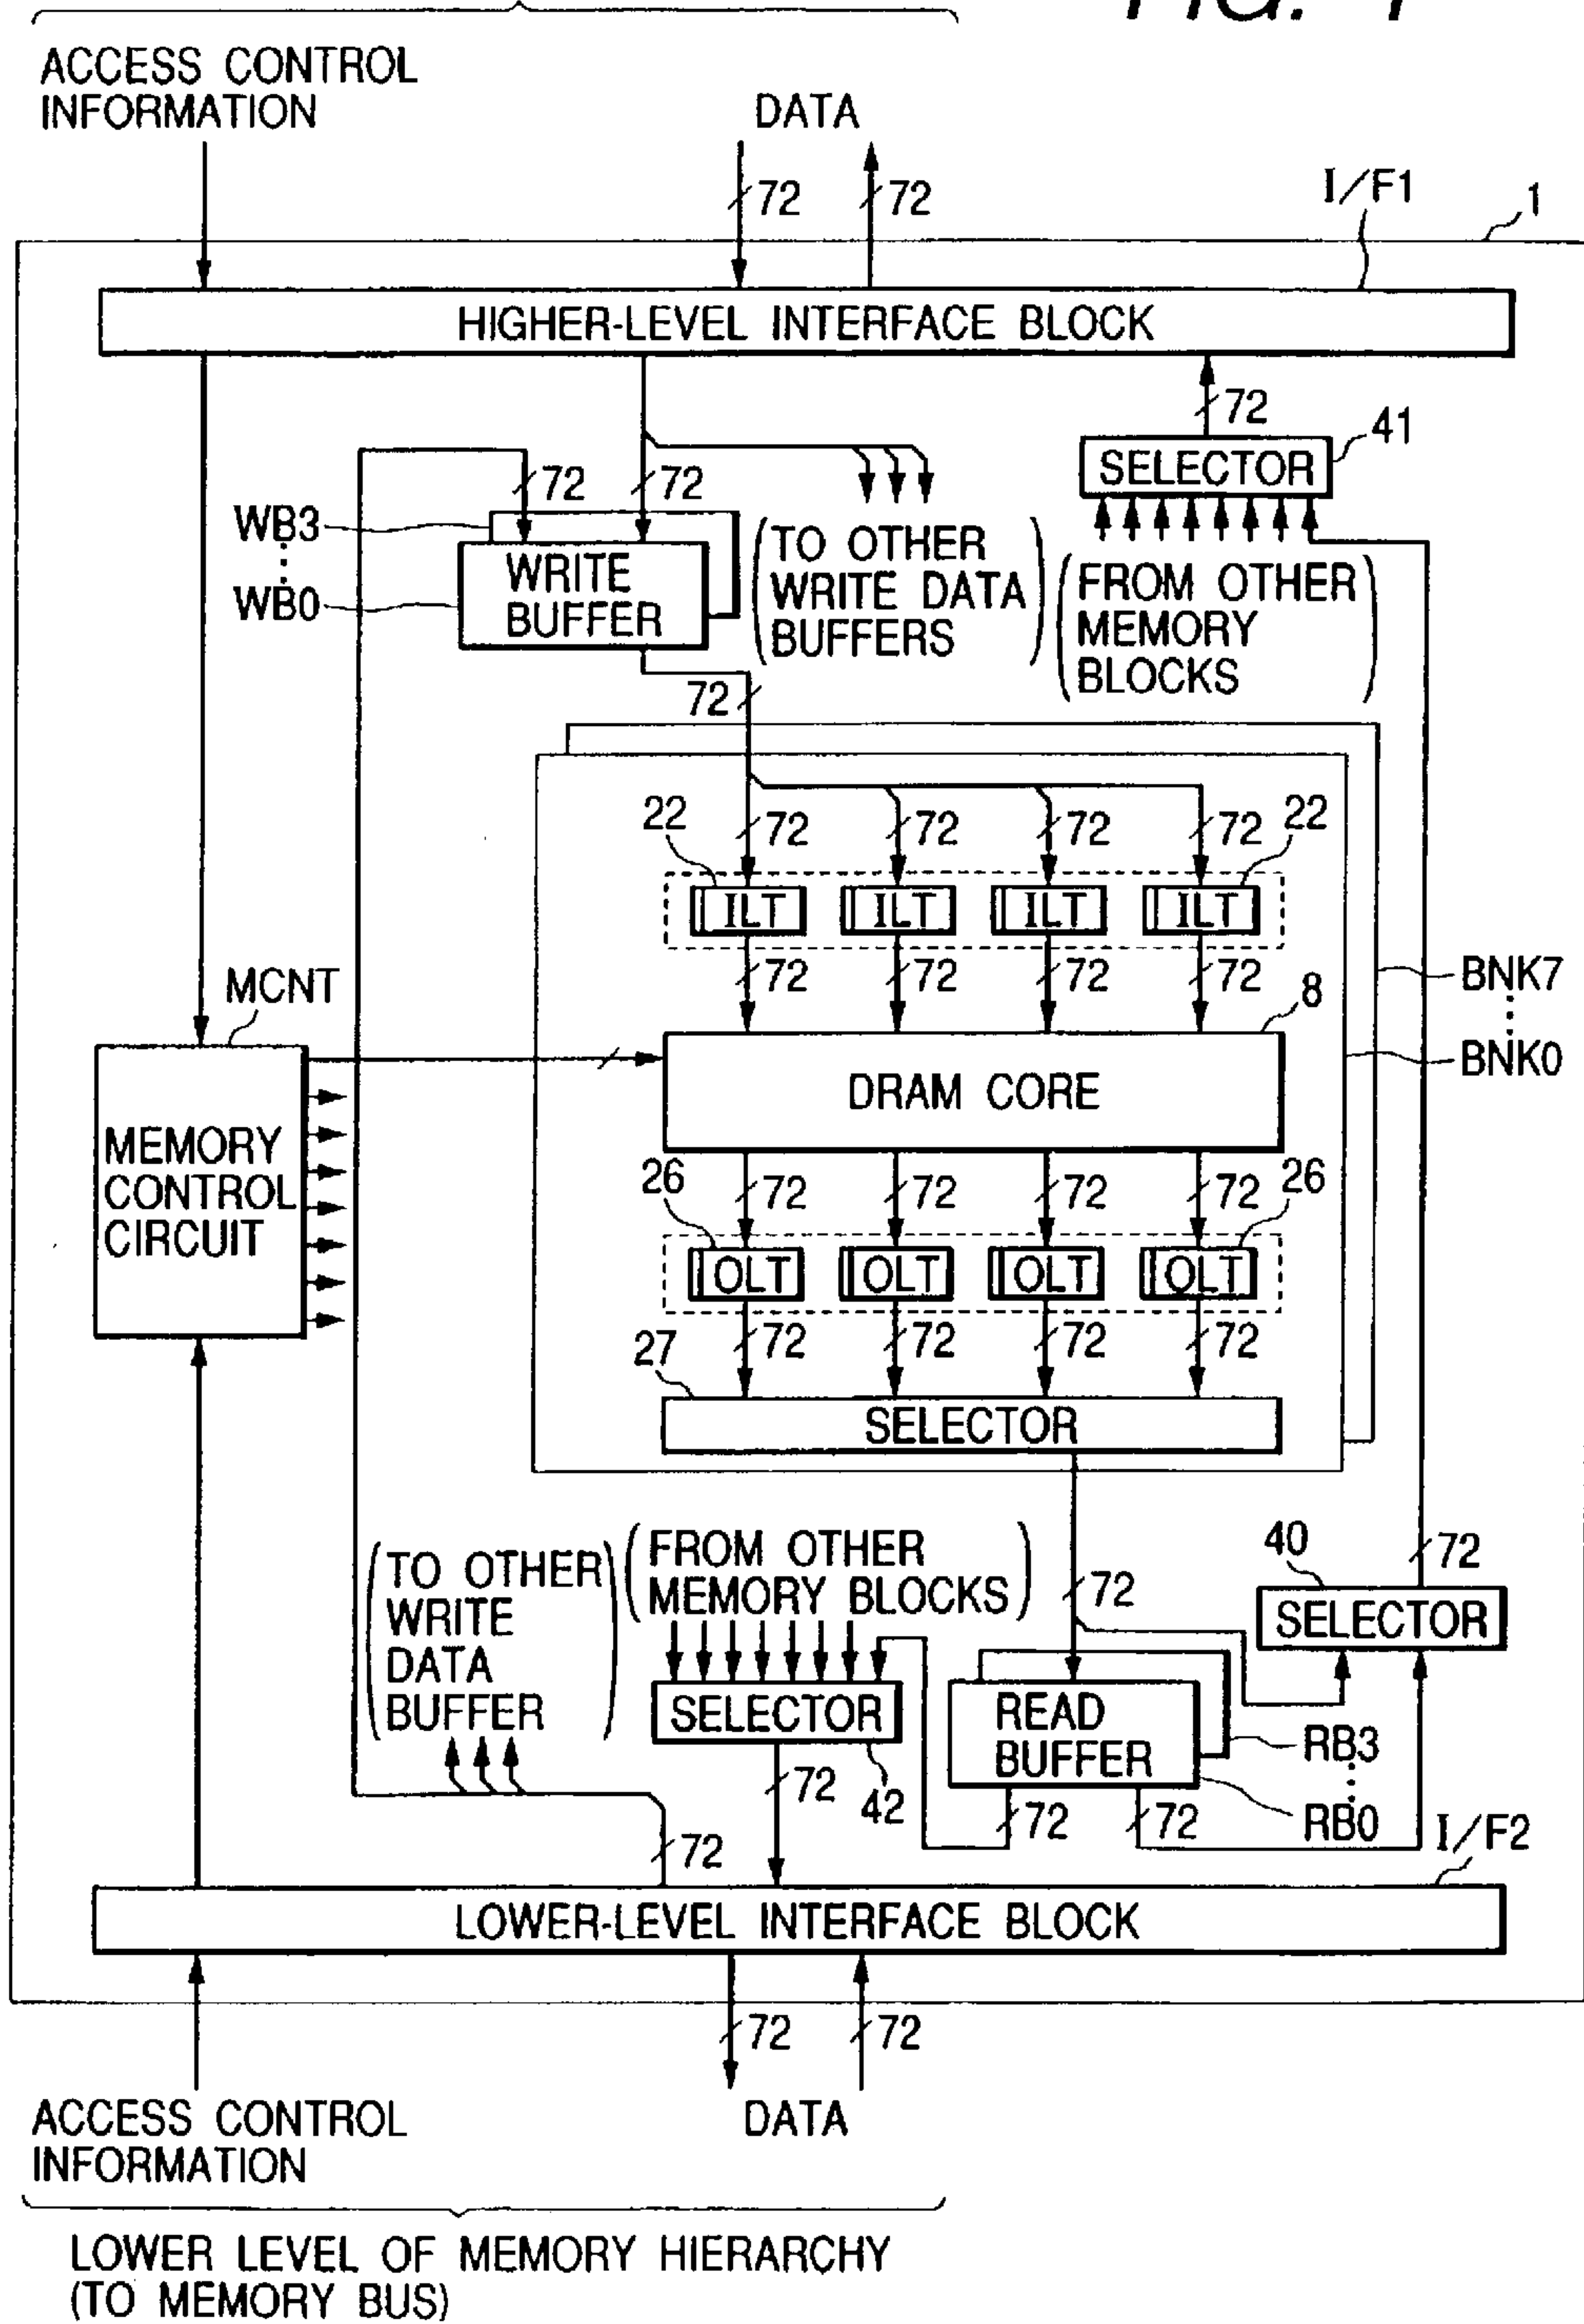 FIG. 1
ACCESS CONTROL
INFORMATION
DATA
72
72
I/F1
1
HIGHER-LEVEL INTERFACE BLOCK
72
41
SELECTOR
72
72
WB3
WB0
WRITE
BUFFER
(TO OTHER
WRITE DATA
BUFFERS)
(FROM OTHER
MEMORY
BLOCKS)
72
22
72
72
72
72
22
ILT
ILT
ILT
ILT
72
72
72
72
MCNT
8
BNK7
BNK0
DRAM CORE
MEMORY
CONTROL
CIRCUIT
26
72
72
72
72
26
OLT
OLT
OLT
OLT
72
72
72
72
27
SELECTOR
(TO OTHER
WRITE
DATA
BUFFER)
(FROM OTHER
MEMORY BLOCKS)
72
40
72
SELECTOR
SELECTOR
READ
BUFFER
RB3
RB0
72
42
72
72
72
I/F2
LOWER-LEVEL INTERFACE BLOCK
72
72
ACCESS CONTROL
INFORMATION
DATA
LOWER LEVEL OF MEMORY HIERARCHY
(TO MEMORY BUS)